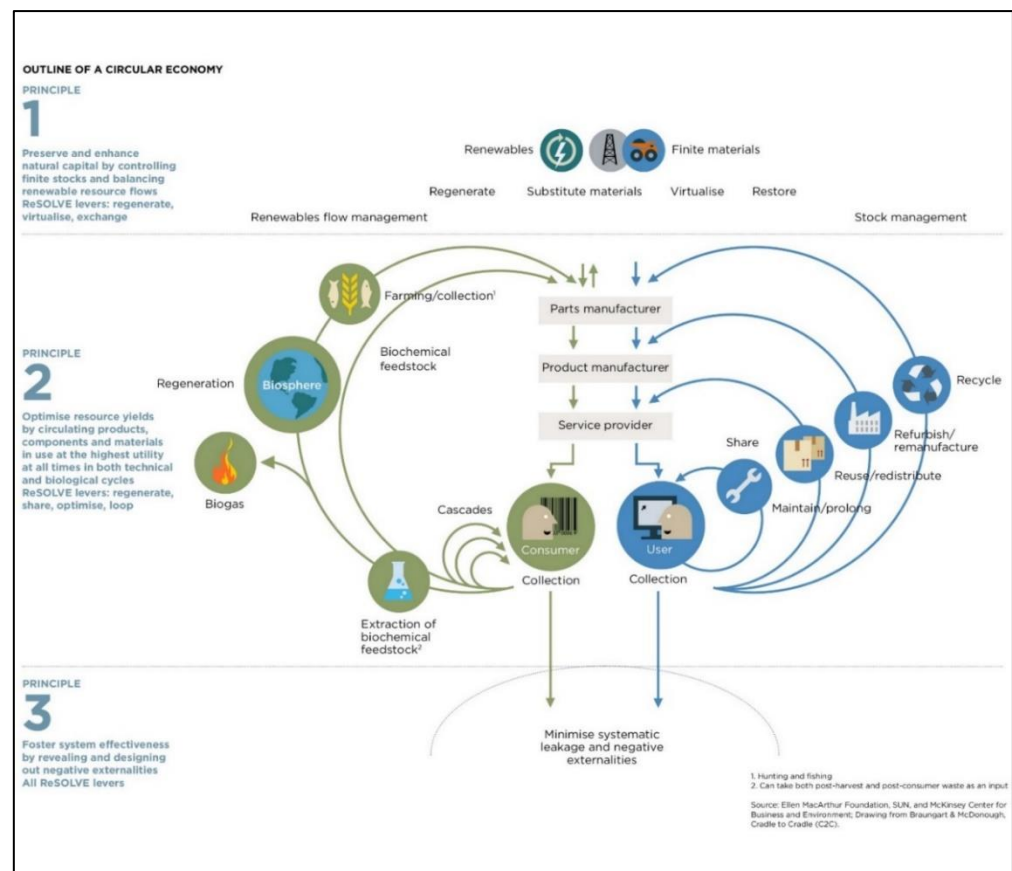 OUTLINE OF A CIRCULAR ECONOMY
PRINCIPLE
1
Preserve and enhance
natural capital by controlling
finite stocks and balancing
renewable resource flows
ReSOLVE levers: regenerate,
virtualise, exchange
Renewables
Finite materials
Regenerate
Substitute materials
Virtualise
Restore
Renewables flow management
Stock management
PRINCIPLE
2
Optimise resource yields
by circulating products,
components and materials
in use at the highest utility
at all times in both technical
and biological cycles
ReSOLVE levers: regenerate,
share, optimise, loop
Farming/collection¹
Parts manufacturer
Biochemical
feedstock
Regeneration
Biosphere
Product manufacturer
Recycle
Service provider
Share
Refurbish/
remanufacture
Reuse/redistribute
Biogas
Cascades
Maintain/prolong
Consumer
User
Collection
Collection
Extraction of
biochemical
feedstock²
PRINCIPLE
3
Foster system effectiveness
by revealing and designing
out negative externalities
All ReSOLVE levers
Minimise systematic
leakage and negative
externalities
1. Hunting and fishing
2. Can take both post-harvest and post-consumer waste as an input
Source: Ellen MacArthur Foundation, SUN, and McKinsey Center for
Business and Environment; Drawing from Braungart & McDonough,
Cradle to Cradle (C2C).